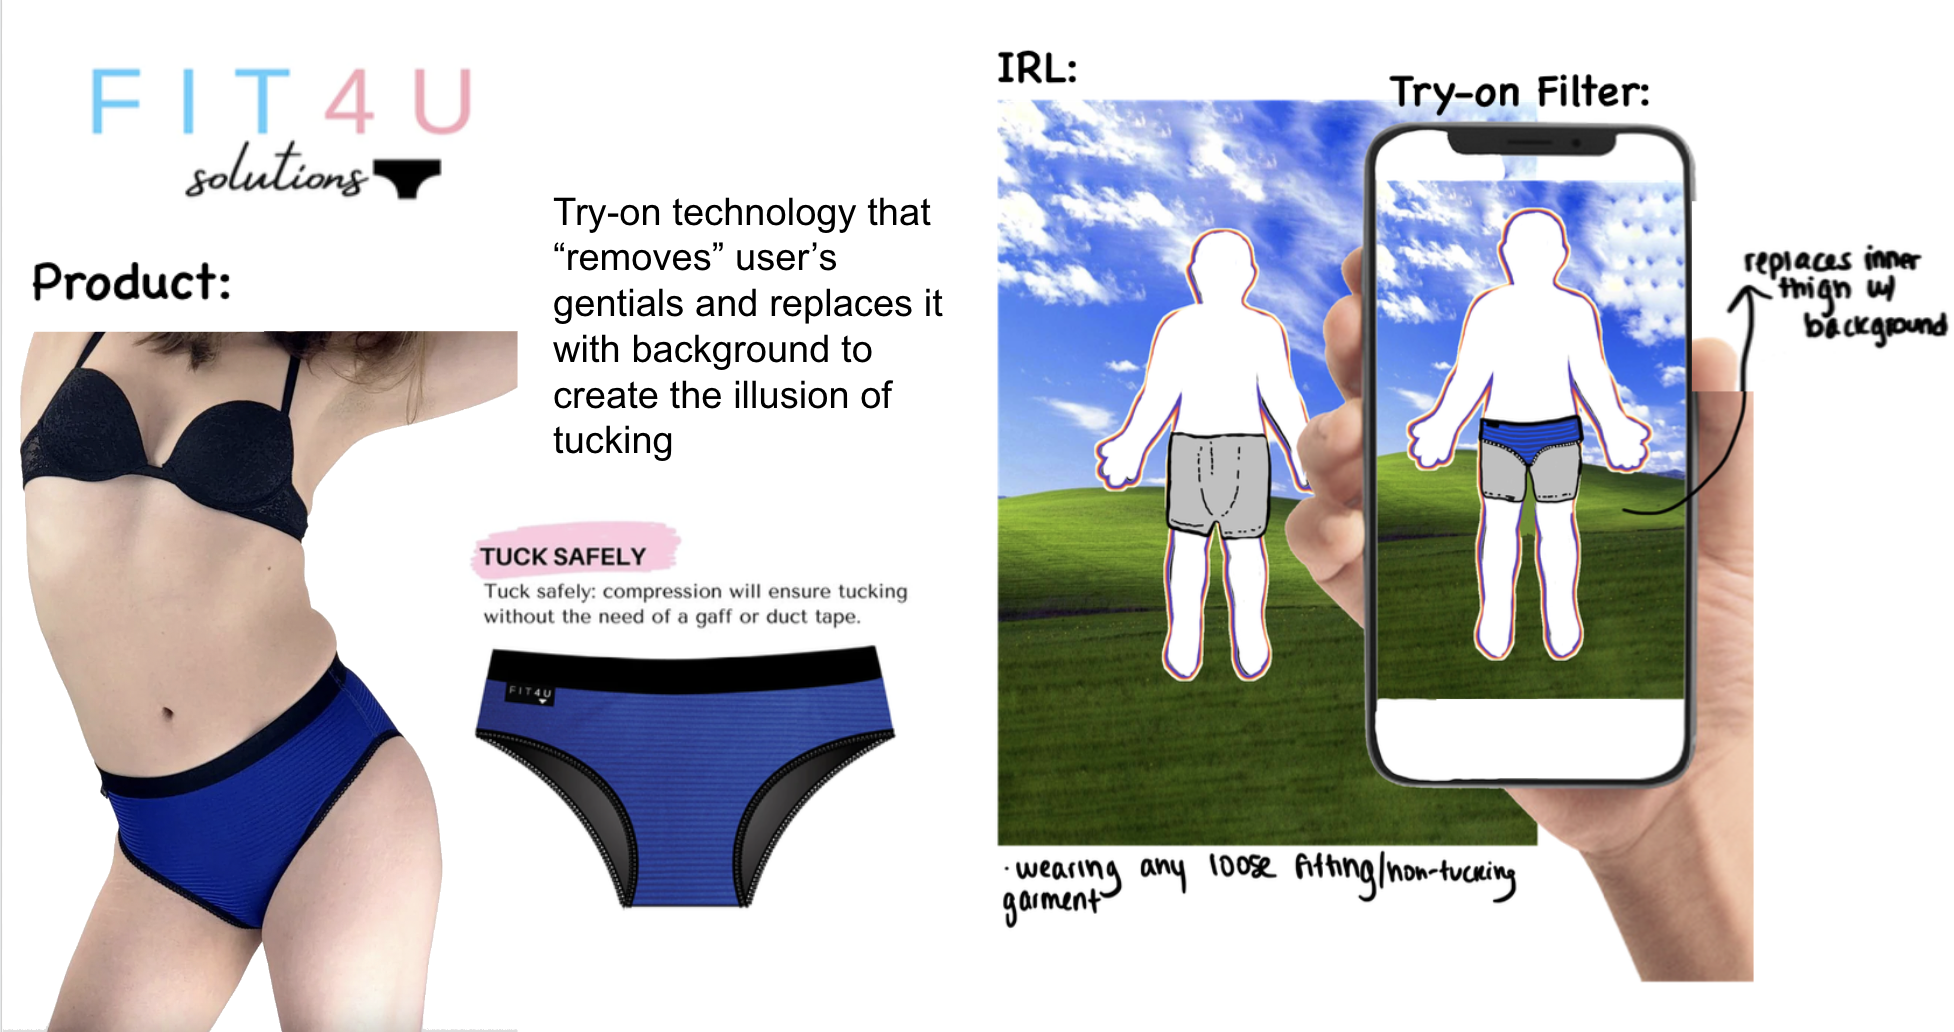 FIT4U
solutions
Product:
Try-on technology that
“removes” user’s
gentials and replaces it
with background to
create the illusion of
tucking
TUCK SAFELY
Tuck safely: compression will ensure tucking
without the need of a gaff or duct tape.
FIT4U
IRL:
Try-on Filter:
replaces inner
thign w/
background
·wearing any loose fitting/non-tucking
garment